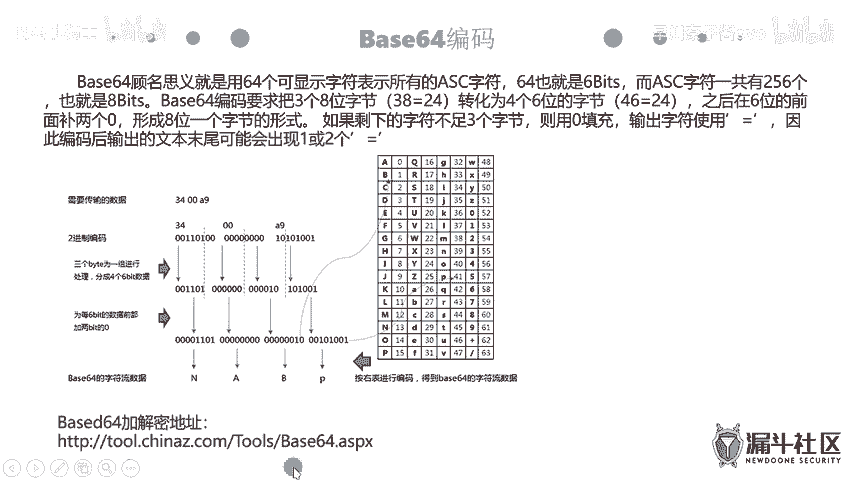 Base64编码
Base64顾名思义就是用64个可显示字符表示所有的ASC字符，64也就是6Bits，而ASC字符一共有256个
，也就是8Bits。Base64编码要求把3个8位字节（38=24）转化为4个6位的字节（46=24），之后在6位的前
面补两个0，形成8位一个字节的形式。 如果剩下的字符不足3个字节，则用0填充，输出字符使用’=’，因
此编码后输出的文本末尾可能会出现1或2个’=’
A 0 Q 16 g 32 w 48
B 1 R 17 h 33 x 49
C 2 S 18 i 34 y 50
D 3 T 19 j 35 z 51
E 4 U 20 k 36 0 52
F 5 V 21 l 37 1 53
G 6 W 22 m 38 2 54
H 7 X 23 n 39 3 55
I 8 Y 24 o 40 4 56
J 9 Z 25 p 41 5 57
K 10 a 26 q 42 6 58
L 11 b 27 r 43 7 59
M 12 c 28 s 44 8 60
N 13 d 29 t 45 9 61
O 14 e 30 u 46 + 62
P 15 f 31 v 47 / 63
需要传输的数据 34 00 a9
34 00 a9
2进制编码 00110100 00000000 10101001
三个byte为一组进行
处理，分成4个6bit数据
001101 000000 000010 101001
为每6bit的数据前部
加两bit的0
00001101 00000000 00000010 00101001
Base64的字符流数据 N A B p 按右表进行编码，得到base64的字符流数据
Based64加解密地址：
http://tool.chinaz.com/Tools/Base64.aspx
漏斗社区
NEWDOONE SECURITY